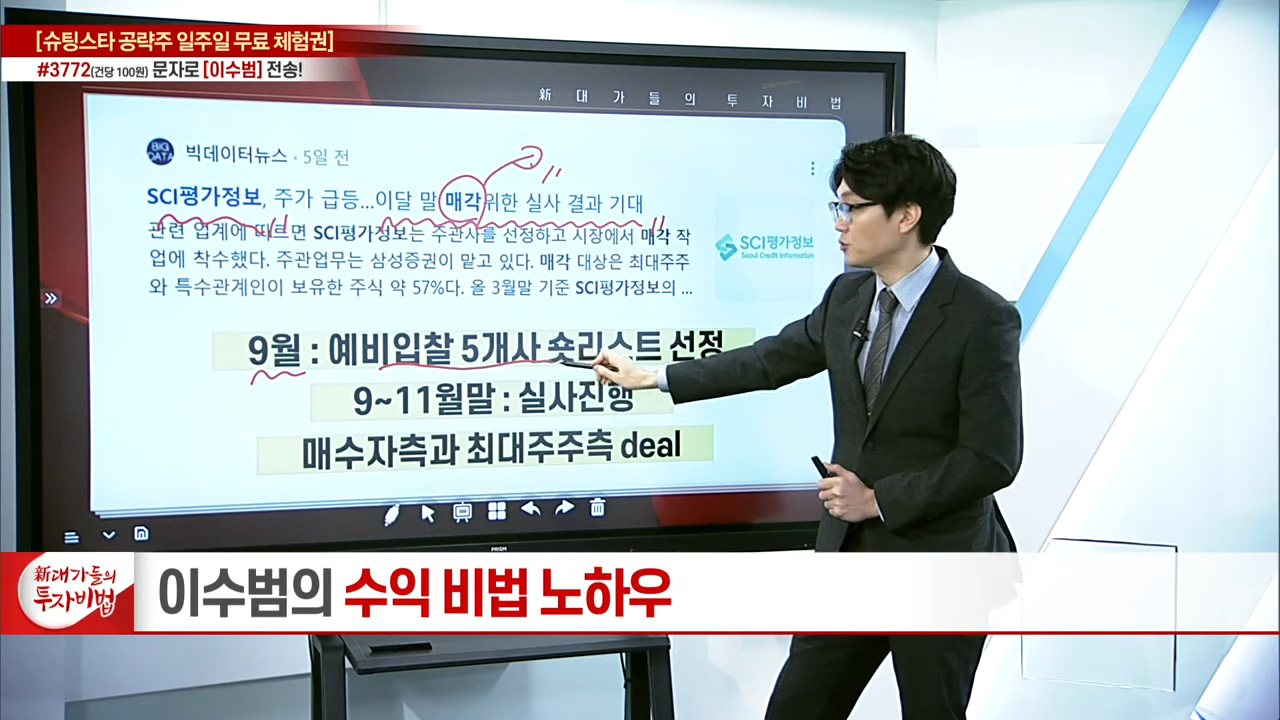 [슈팅스타 공략주 일주일 무료 체험권]
#3772(건당 100원) 문자로 [이수범] 전송!
新 대 가 들 의 투 자 비 법
BIG DATA 빅데이터뉴스 · 5일 전
SCI평가정보, 주가 급등...이달 말 매각위한 실사 결과 기대
관련 업계에 따르면 SCI평가정보는 주관사를 선정하고 시장에서 매각 작
업에 착수했다. 주관업무는 삼성증권이 맡고 있다. 매각 대상은 최대주주
와 특수관계인이 보유한 주식 약 57%다. 올 3월말 기준 SCI평가정보의 ...
SCI평가정보
Seoul Credit Information
9월 : 예비입찰 5개사 숏리스트 선정
9~11월말 : 실사진행
매수자측과 최대주주측 deal
PRISM
新대가들의
투자비법
이수범의 수익 비법 노하우